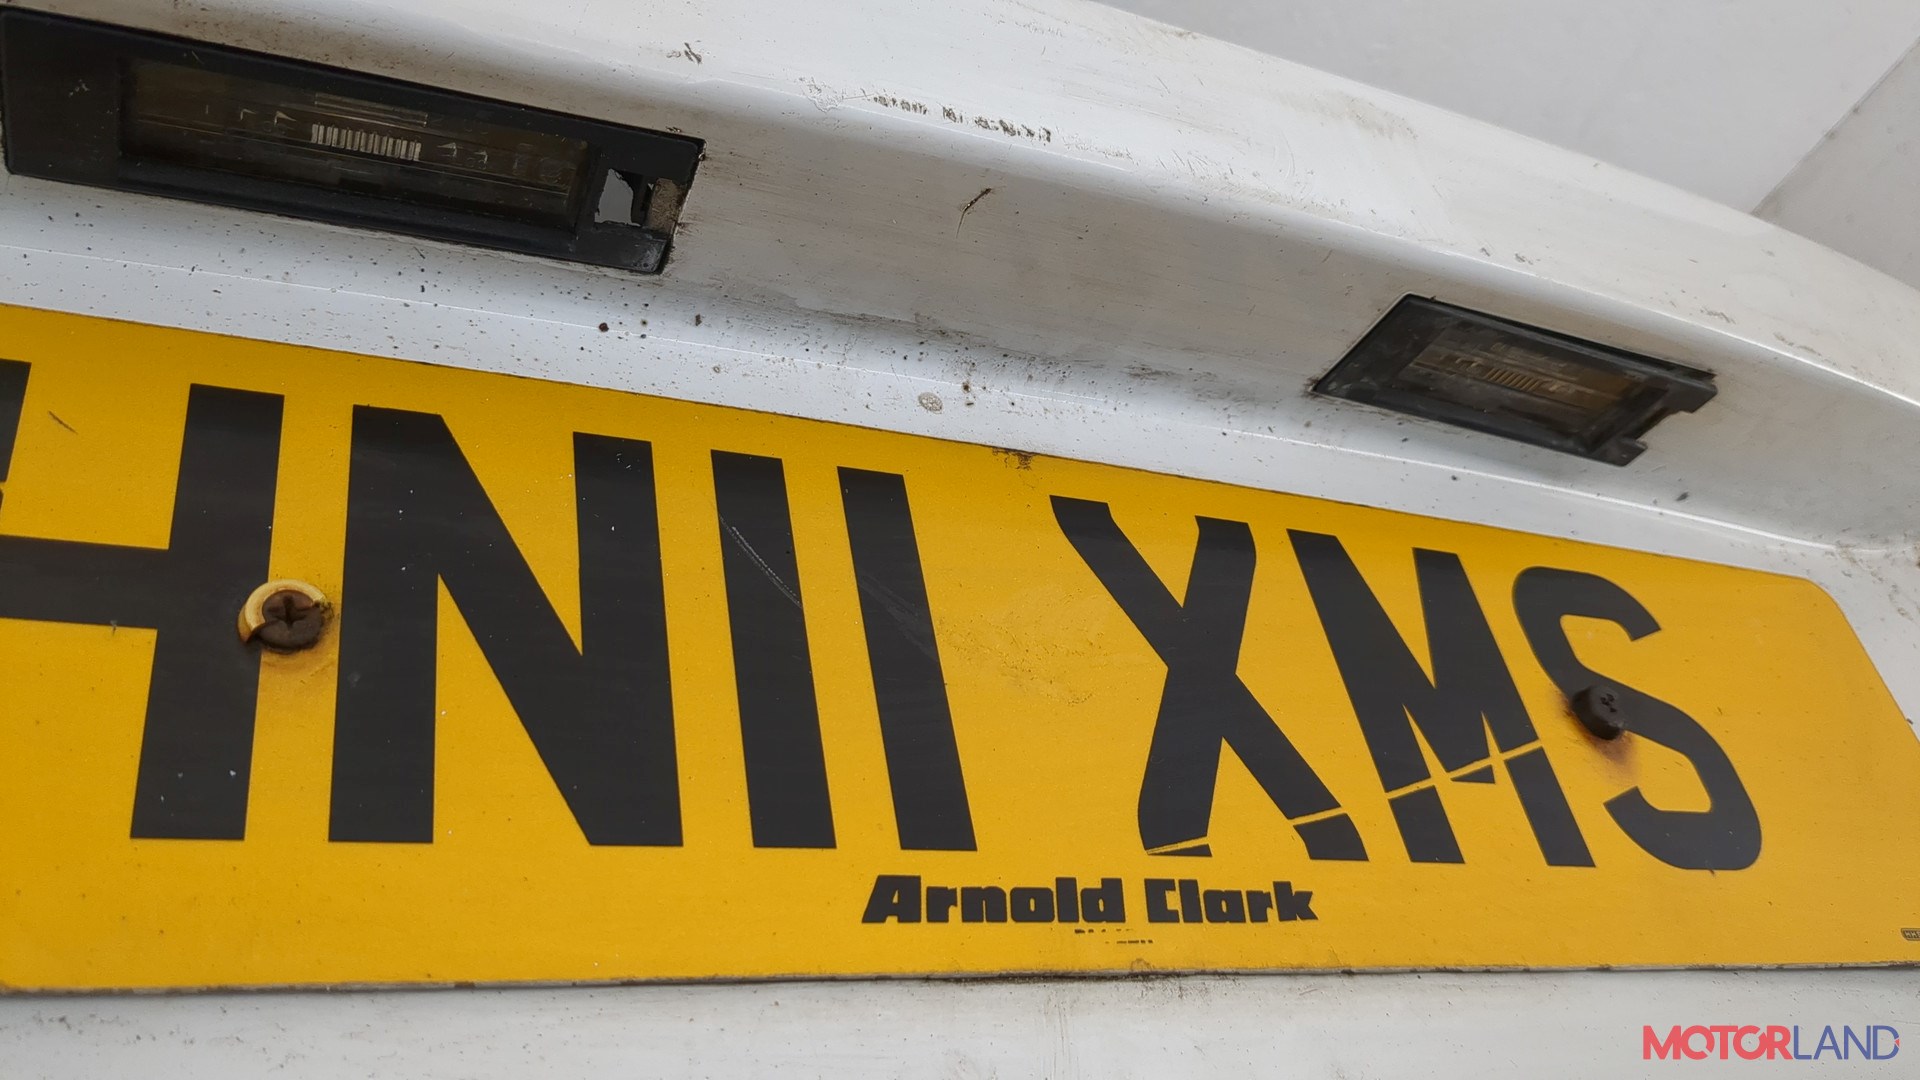 HN11 XMS
Arnold Clark
MOTORLAND